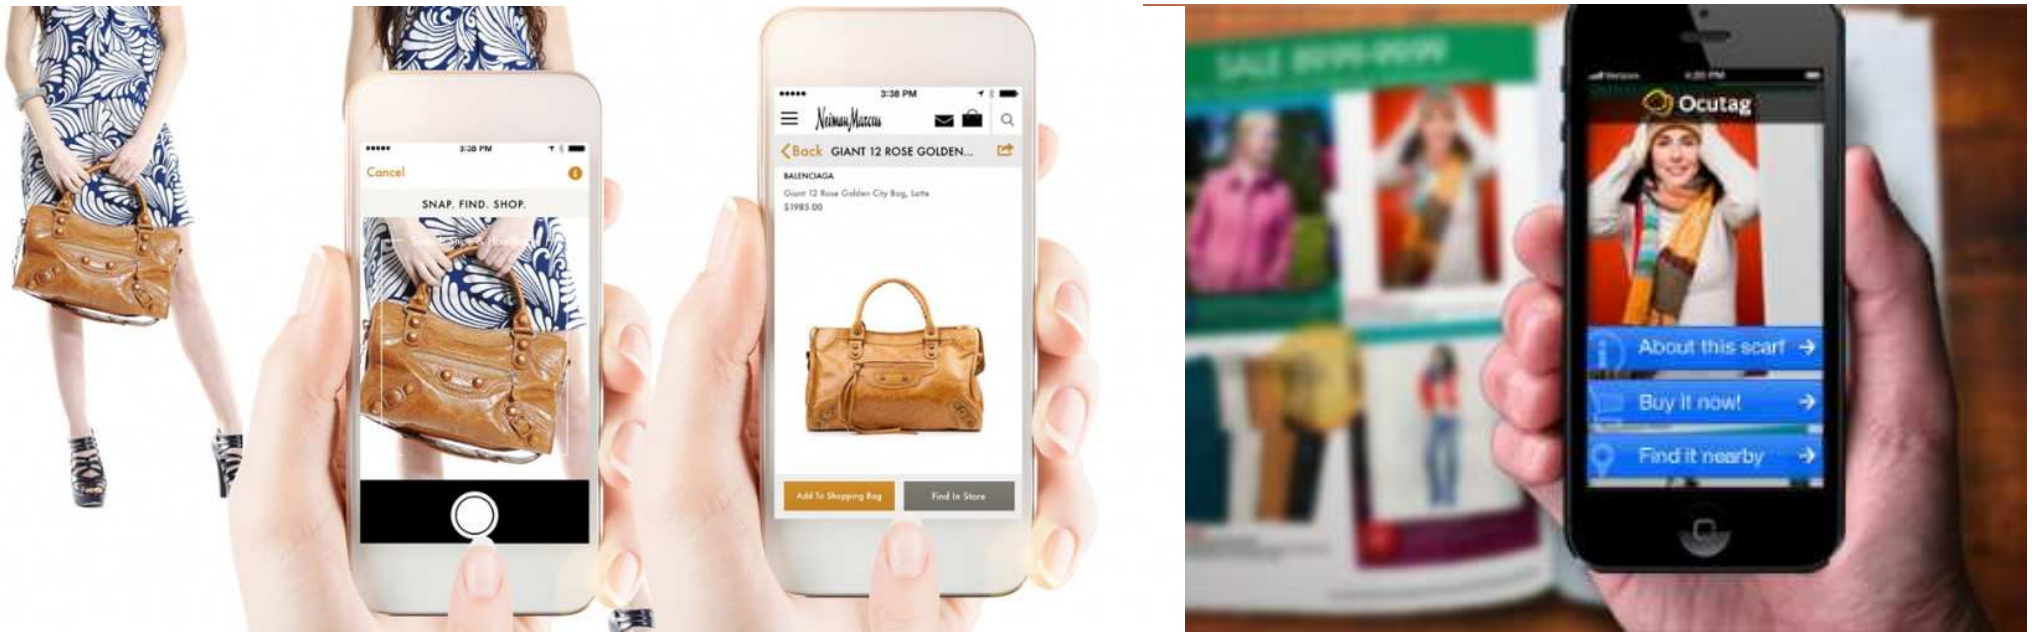 3:38 PM
Cancel
SNAP. FIND. SHOP.
3:38 PM
Neiman Marcus
Back GIANT 12 ROSE GOLDEN...
BALENCIAGA
Giant 12 Rose Golden City Bag, Latte
$1985.00
Add To Shopping Bag
Find In Store
SALE
Verizon
Ocutag
About this scarf
Buy it now!
Find it nearby